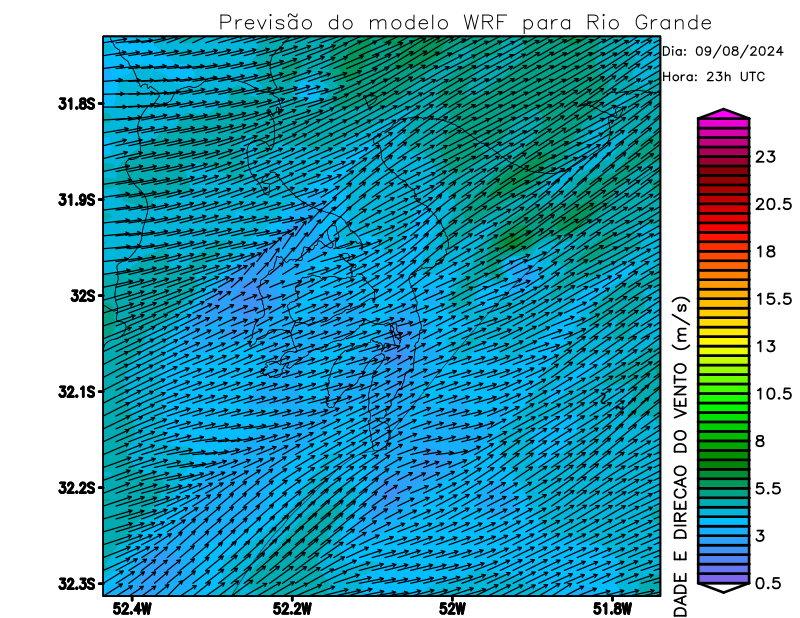 Previsão do modelo WRF para Rio Grande
Dia: 09/08/2024
Hora: 23h UTC
31.8S
31.9S
32S
32.1S
32.2S
32.3S
52.4W
52.2W
52W
51.8W
DADE E DIRECAO DO VENTO (m/s)
23
20.5
18
15.5
13
10.5
8
5.5
3
0.5